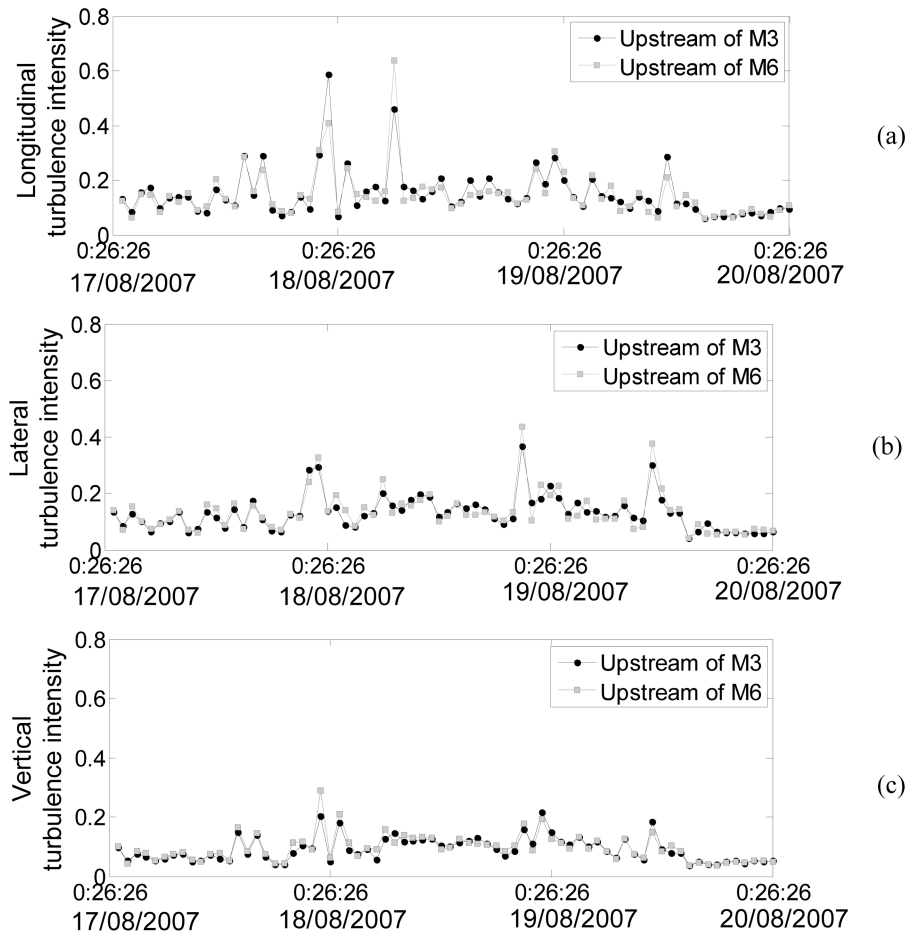 0.8
0.6
0.4
0.2
0
Longitudinal
turbulence intensity
Upstream of M3
Upstream of M6
(a)
0:26:26
17/08/2007
0:26:26
18/08/2007
0:26:26
19/08/2007
0:26:26
20/08/2007
0.8
0.6
0.4
0.2
0
Lateral
turbulence intensity
Upstream of M3
Upstream of M6
(b)
0:26:26
17/08/2007
0:26:26
18/08/2007
0:26:26
19/08/2007
0:26:26
20/08/2007
0.8
0.6
0.4
0.2
0
Vertical
turbulence intensity
Upstream of M3
Upstream of M6
(c)
0:26:26
17/08/2007
0:26:26
18/08/2007
0:26:26
19/08/2007
0:26:26
20/08/2007